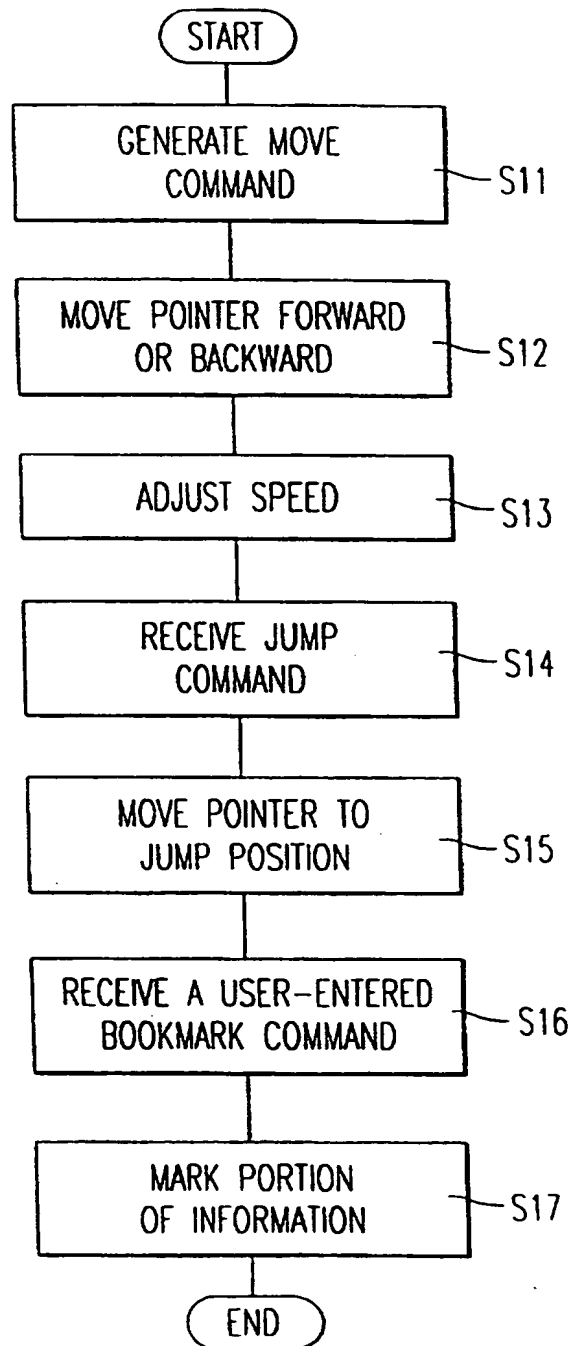 START
GENERATE MOVE
COMMAND
S11
MOVE POINTER FORWARD
OR BACKWARD
S12
ADJUST SPEED
S13
RECEIVE JUMP
COMMAND
S14
MOVE POINTER TO
JUMP POSITION
S15
RECEIVE A USER-ENTERED
BOOKMARK COMMAND
S16
MARK PORTION
OF INFORMATION
S17
END